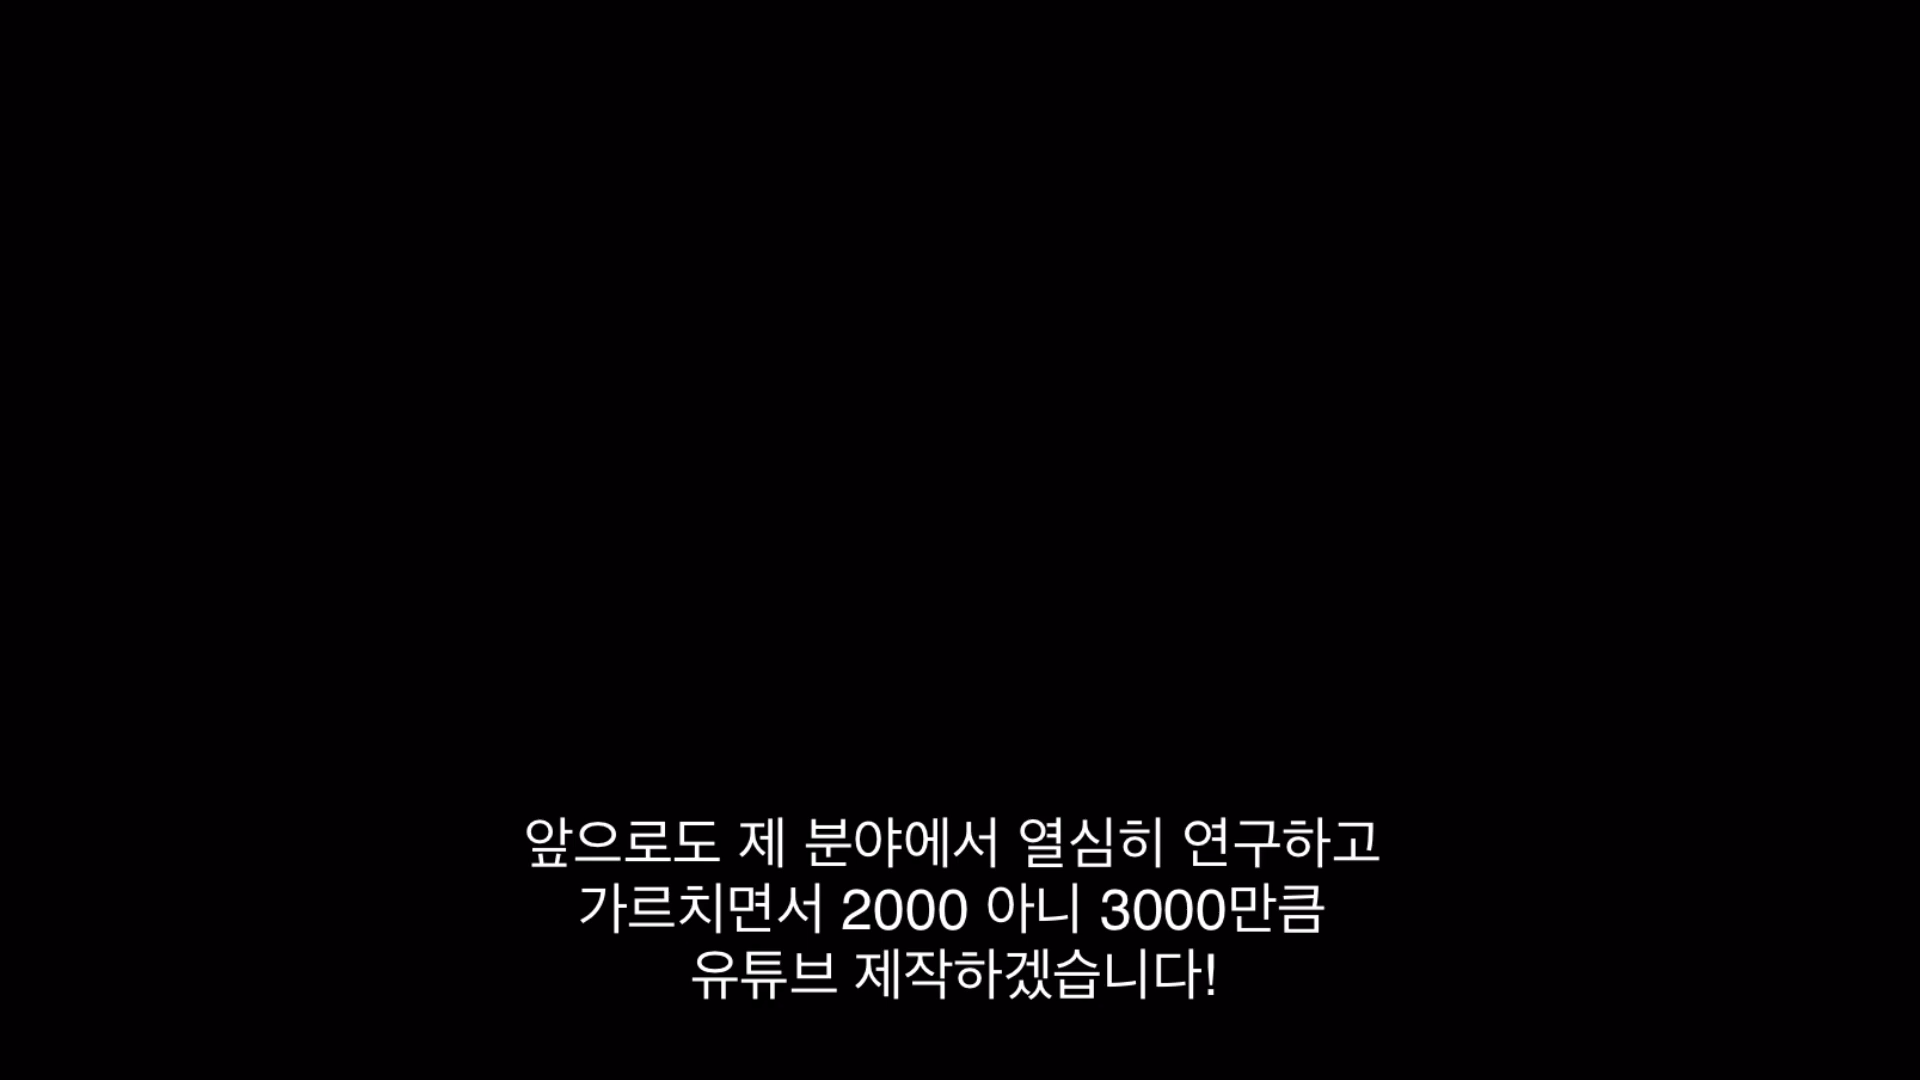 앞으로도 제 분야에서 열심히 연구하고
가르치면서 2000 아니 3000만큼
유튜브 제작하겠습니다!